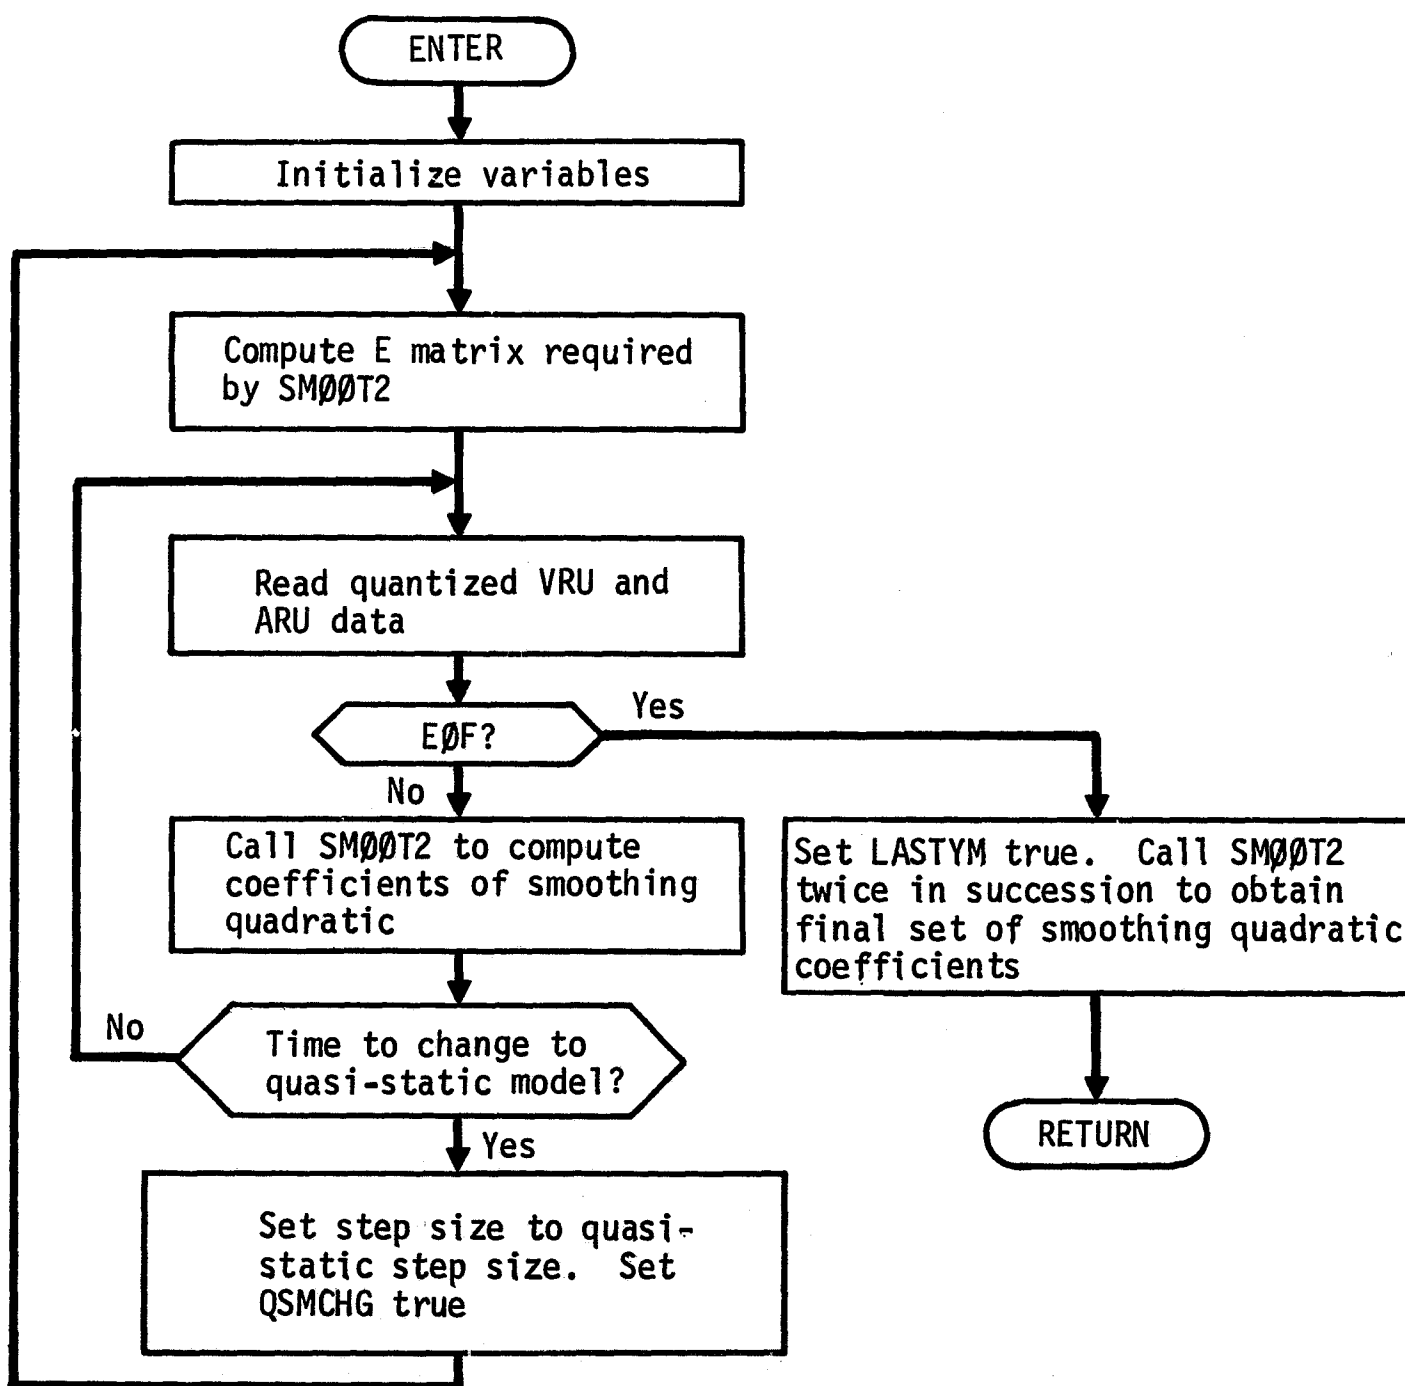 ENTER
Initialize variables
Compute E matrix required
by SMØØT2
Read quantized VRU and
ARU data
EØF?
Yes
No
Call SMØØT2 to compute
coefficients of smoothing
quadratic
Set LASTYM true. Call SMØØT2
twice in succession to obtain
final set of smoothing quadratic
coefficients
No
Time to change to
quasi-static model?
Yes
RETURN
Set step size to quasi-
static step size. Set
QSMCHG true